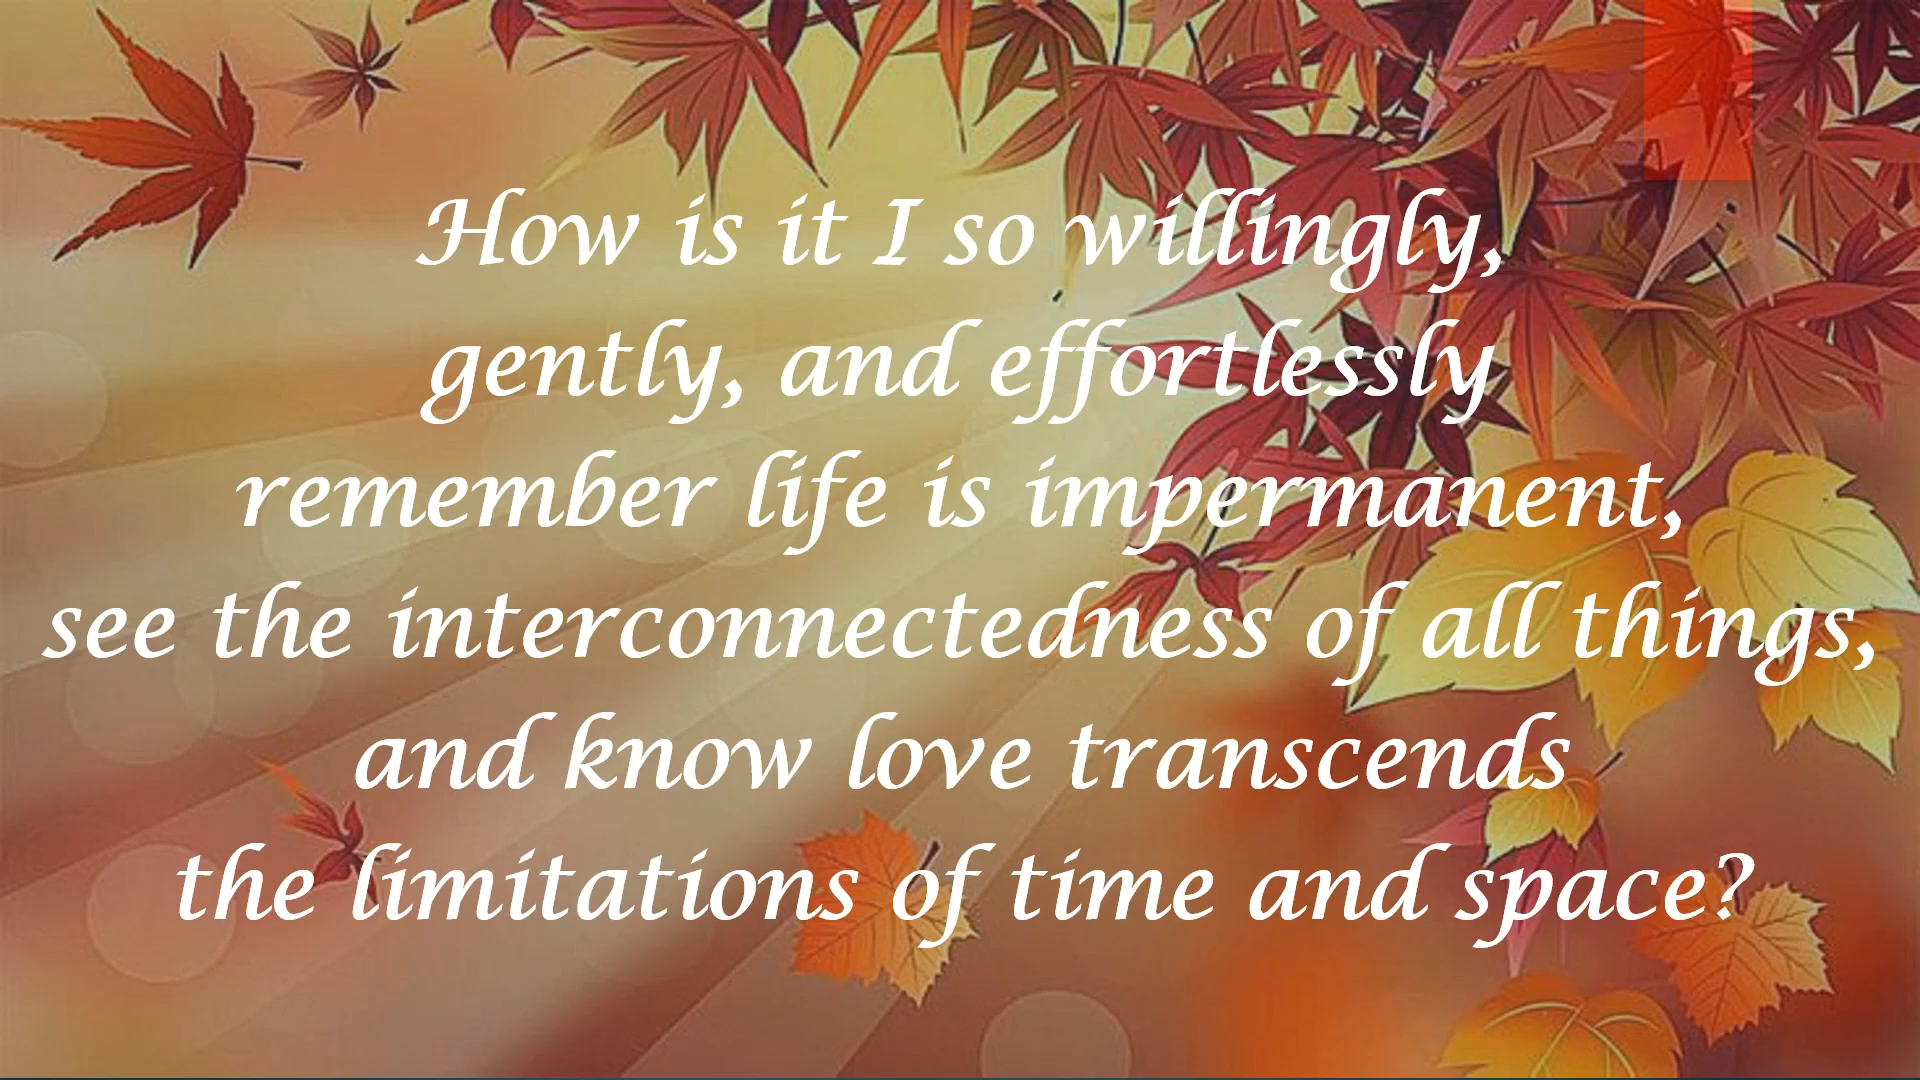 How is it I so willingly,
gently, and effortlessly
remember life is impermanent,
see the interconnectedness of all things,
and know love transcends
the limitations of time and space?